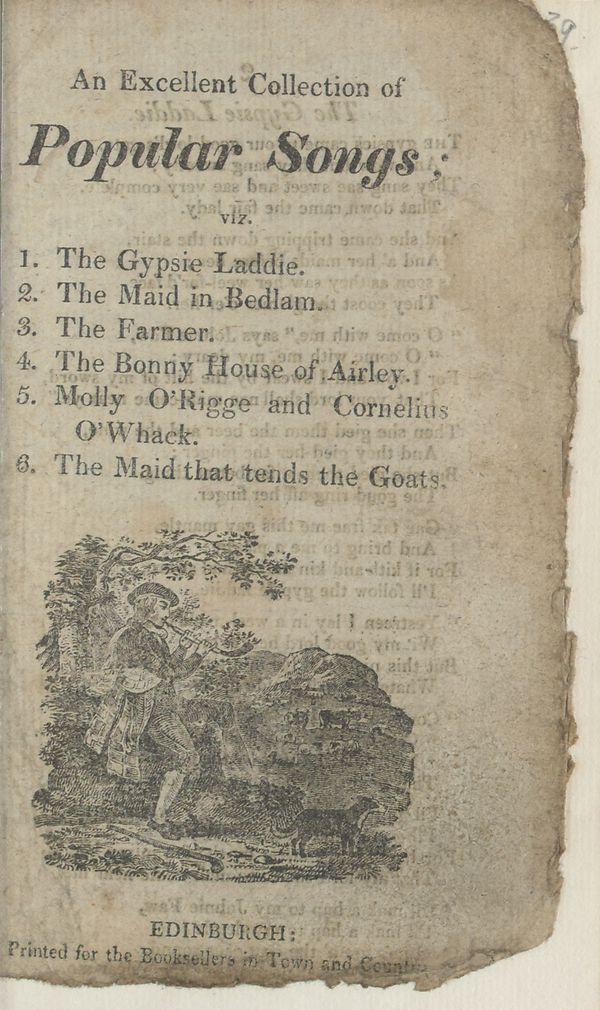 39
An Excellent Collection of
Popular Songs;
viz.
1. The Gypsie Laddie.
2. The Maid in Bedlam.
3. The Farmer.
4. The Bonny House of Airley.
5. Molly O'Rigge and Cornelius
O'Whack.
6. The Maid that tends the Goats.
EDINBURGH:
Printed for the Booksellers in Town and